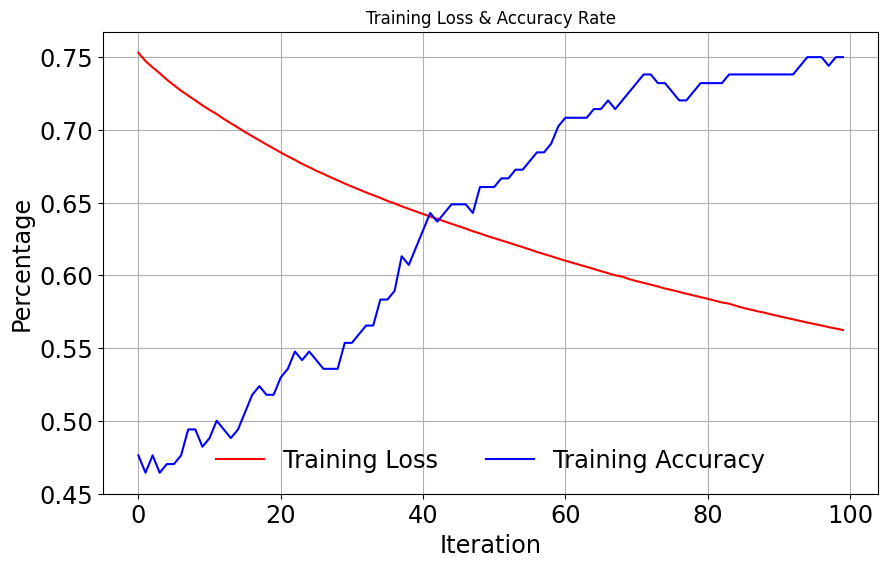 Training Loss & Accuracy Rate
0.75
0.70
0.65
0.60
0.55
0.50
0.45
Percentage
Training Loss
Training Accuracy
0 20 40 60 80 100
Iteration